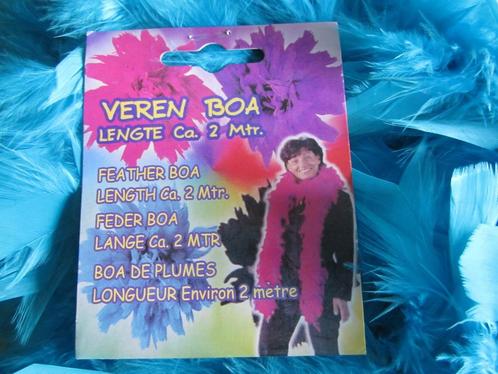 VEREN BOA
LENGTE Ca. 2 Mtr.
FEATHER BOA
LENGTH Ca. 2 Mtr.
FEDER BOA
LANGE Ca. 2 MTR
BOA DE PLUMES
LONGUEUR Environ 2 metre